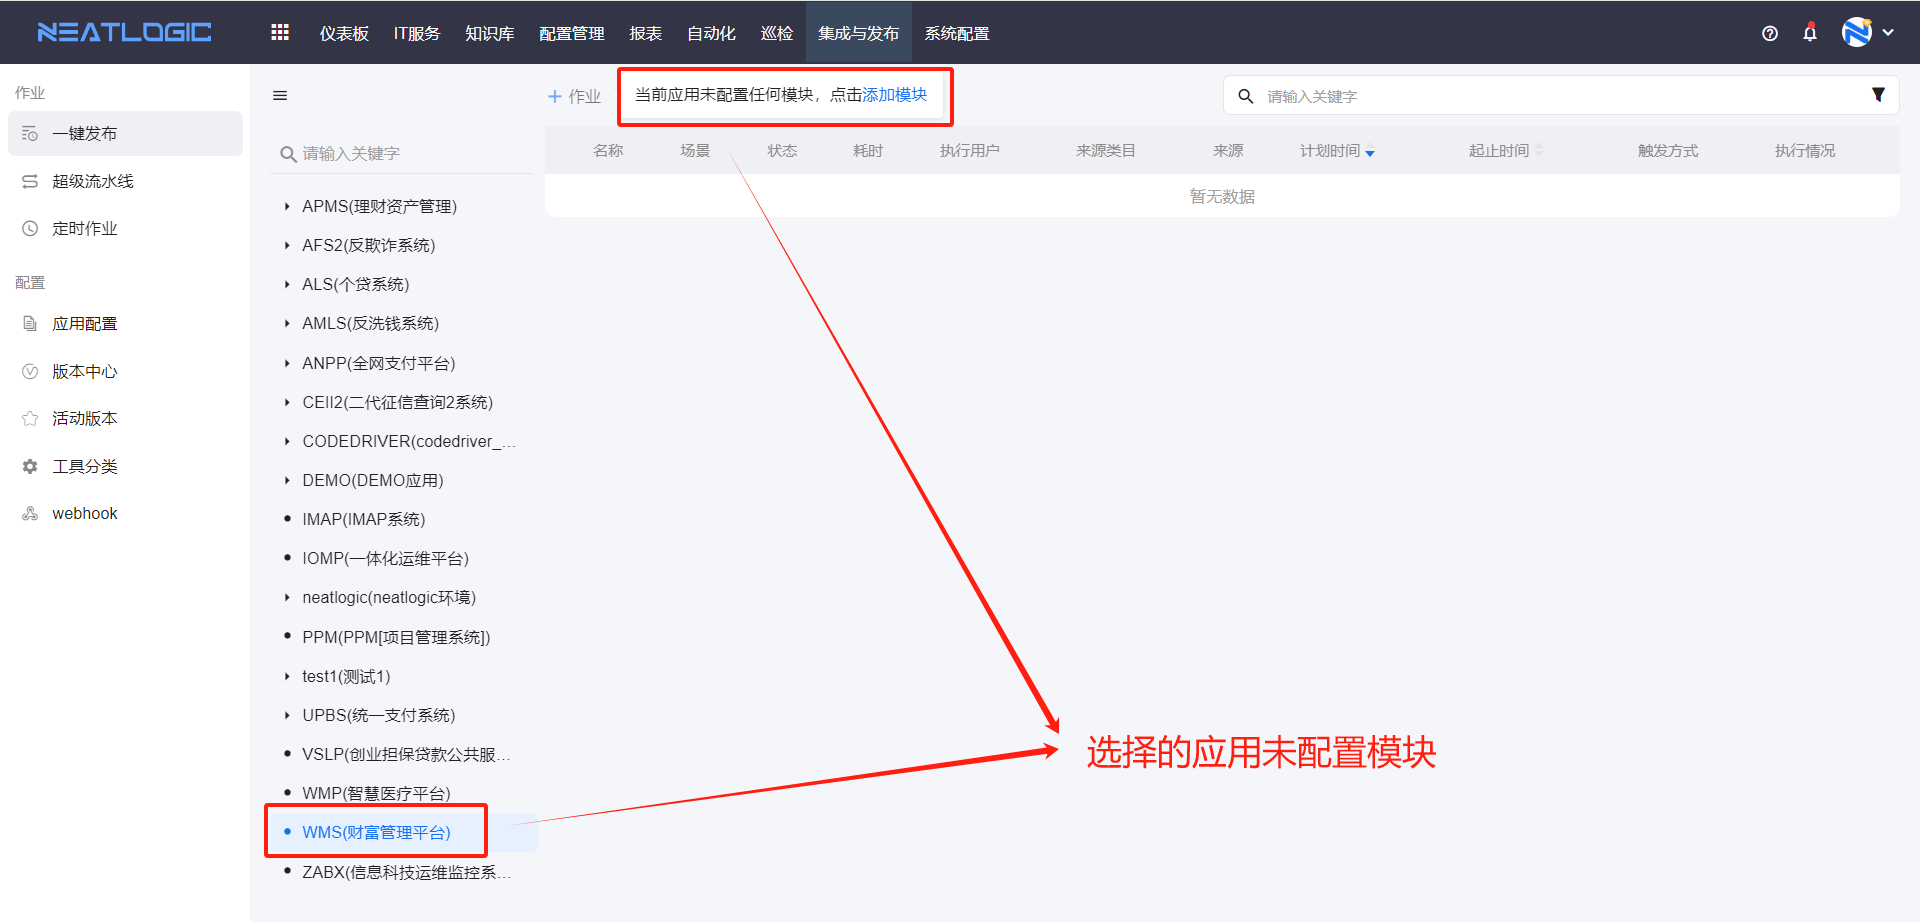 NEATLOGIC
仪表板 IT服务 知识库 配置管理 报表 自动化 巡检 集成与发布 系统配置
作业
一键发布
超级流水线
定时作业
配置
应用配置
版本中心
活动版本
工具分类
webhook
请输入关键字
APMS(理财资产管理)
AFS2(反欺诈系统)
ALS(个贷系统)
AMLS(反洗钱系统)
ANPP(全网支付平台)
CEII2(二代征信查询2系统)
CODEDRIVER(codedriver_...
DEMO(DEMO应用)
IMAP(IMAP系统)
IOMP(一体化运维平台)
neatlogic(neatlogic环境)
PPM(PPM[项目管理系统])
test1(测试1)
UPBS(统一支付系统)
VSLP(创业担保贷款公共服...
WMP(智慧医疗平台)
WMS(财富管理平台)
ZABX(信息科技运维监控系...
+ 作业
当前应用未配置任何模块，点击添加模块
请输入关键字
名称 场景 状态 耗时 执行用户 来源类目 来源 计划时间 起止时间 触发方式 执行情况
暂无数据
选择的应用未配置模块